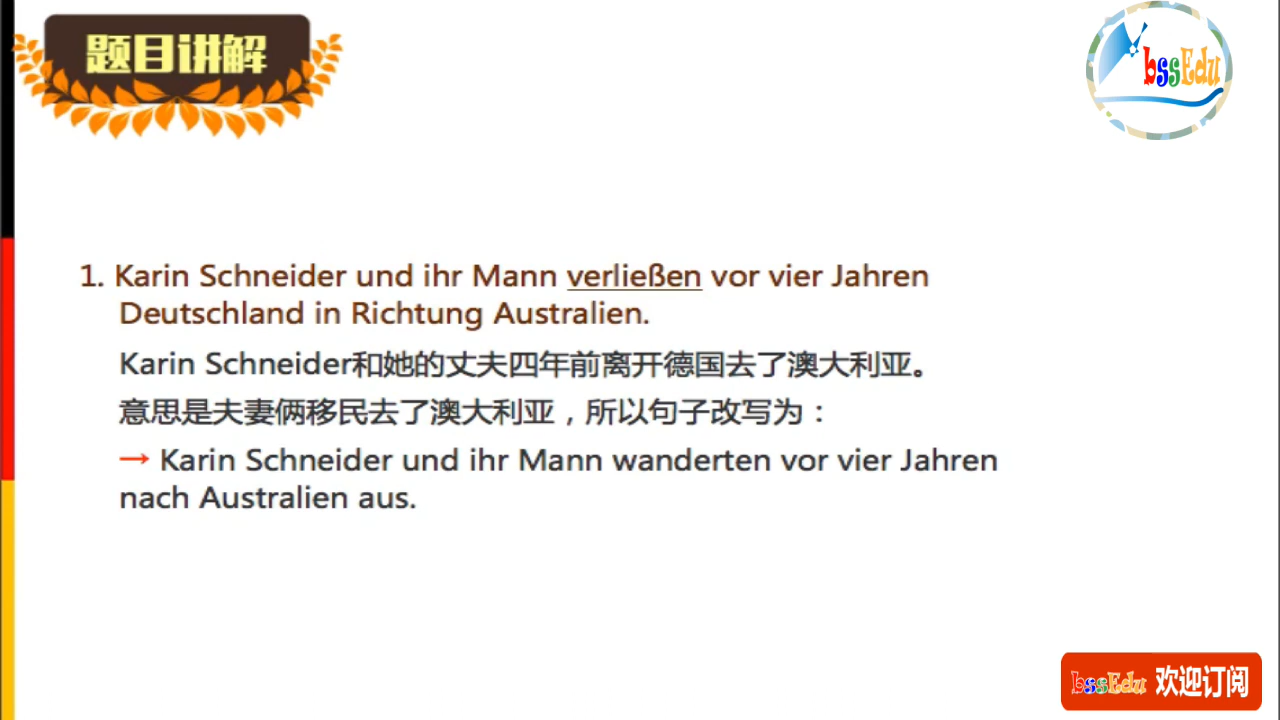 题目讲解
bssEdu
1. Karin Schneider und ihr Mann verließen vor vier Jahren
Deutschland in Richtung Australien.
Karin Schneider和她的丈夫四年前离开德国去了澳大利亚。
意思是夫妻俩移民去了澳大利亚，所以句子改写为：
→ Karin Schneider und ihr Mann wanderten vor vier Jahren
nach Australien aus.
bssEdu 欢迎订阅